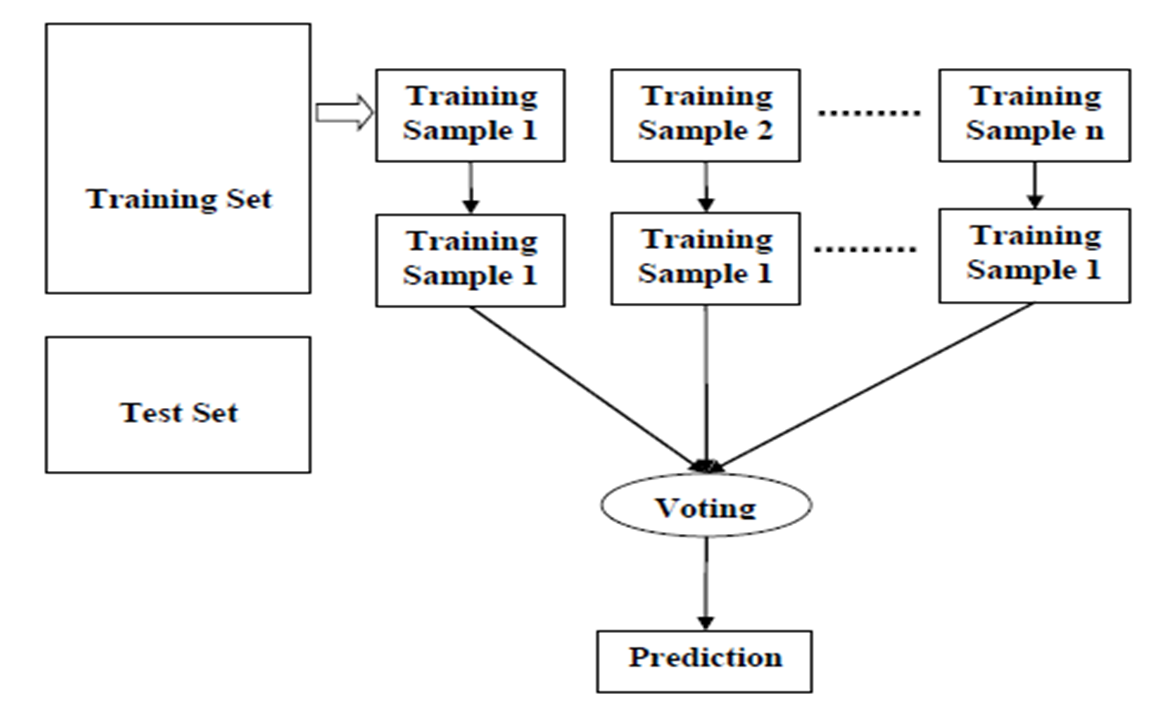 Training
Sample 1
Training
Sample 2
Training
Sample n
Training Set
Training
Sample 1
Training
Sample 1
Training
Sample 1
Test Set
Voting
Prediction